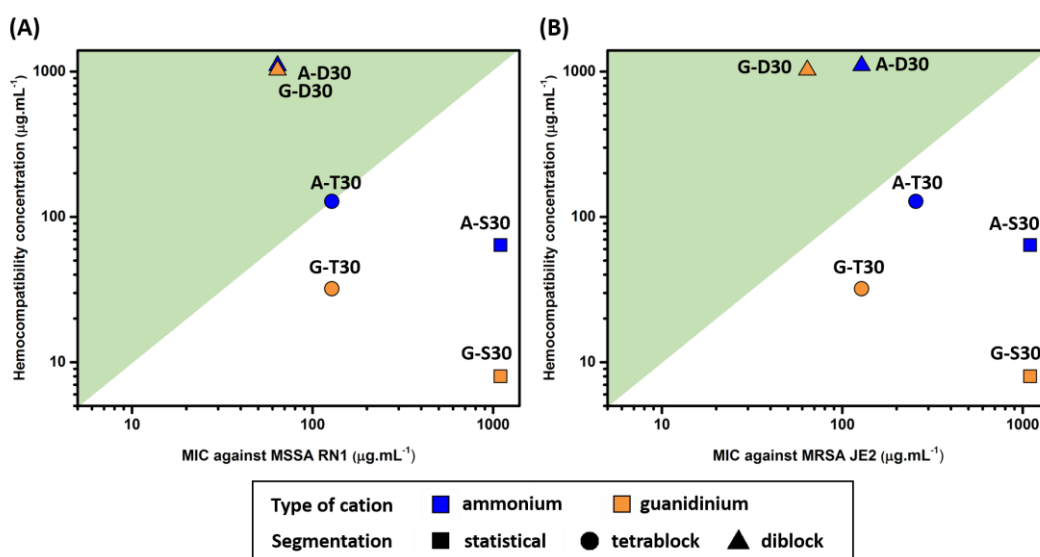 (A)
Hemocompatibility concentration (µg.mL⁻¹)
1000
100
10
A-D30
G-D30
A-T30
A-S30
G-T30
G-S30
10
100
1000
MIC against MSSA RN1 (µg.mL⁻¹)
(B)
Hemocompatibility concentration (µg.mL⁻¹)
1000
100
10
G-D30
A-D30
A-T30
A-S30
G-T30
G-S30
10
100
1000
MIC against MRSA JE2 (µg.mL⁻¹)
Type of cation ammonium guanidinium
Segmentation statistical tetrablock diblock